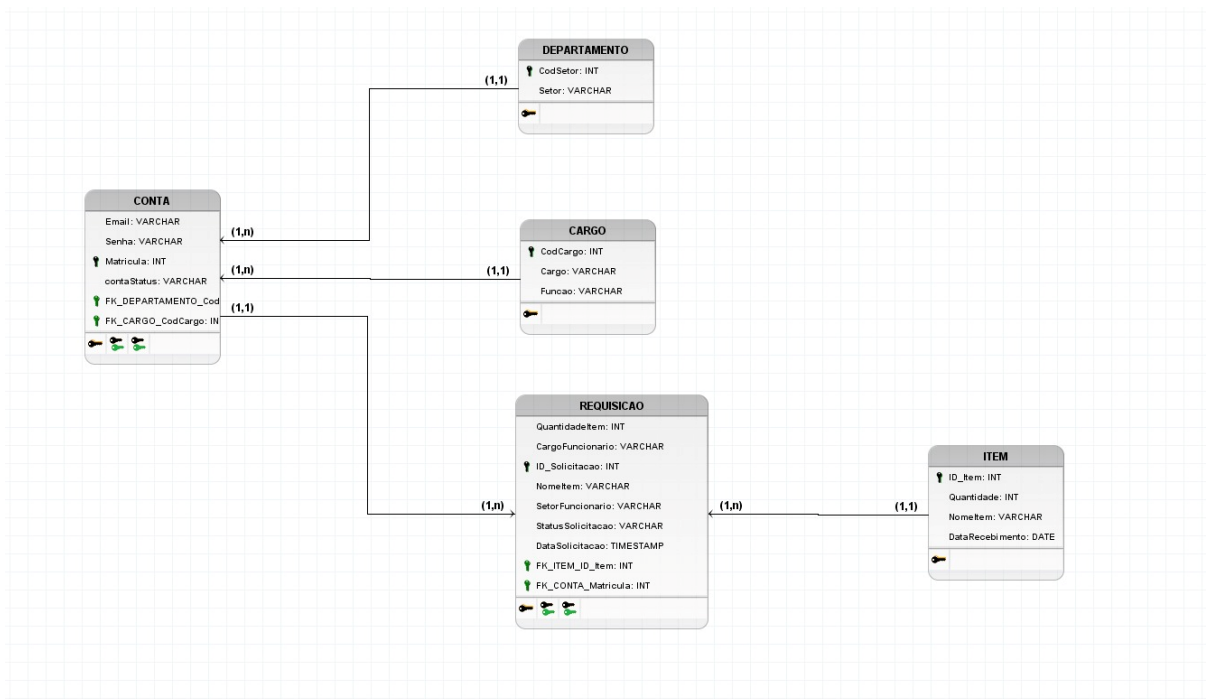 DEPARTAMENTO
CodSetor: INT
Setor: VARCHAR
(1,1)
CONTA
Email: VARCHAR
Senha: VARCHAR
Matricula: INT
contaStatus: VARCHAR
FK_DEPARTAMENTO_Cod
FK_CARGO_CodCargo: IN
(1,n)
(1,n)
(1,1)
CARGO
CodCargo: INT
Cargo: VARCHAR
Funcao: VARCHAR
(1,1)
REQUISICAO
QuantidadeItem: INT
CargoFuncionario: VARCHAR
ID_Solicitacao: INT
NomeItem: VARCHAR
SetorFuncionario: VARCHAR
StatusSolicitacao: VARCHAR
DataSolicitacao: TIMESTAMP
FK_ITEM_ID_Item: INT
FK_CONTA_Matricula: INT
(1,n)
(1,n)
(1,1)
ITEM
ID_Item: INT
Quantidade: INT
NomeItem: VARCHAR
DataRecebimento: DATE